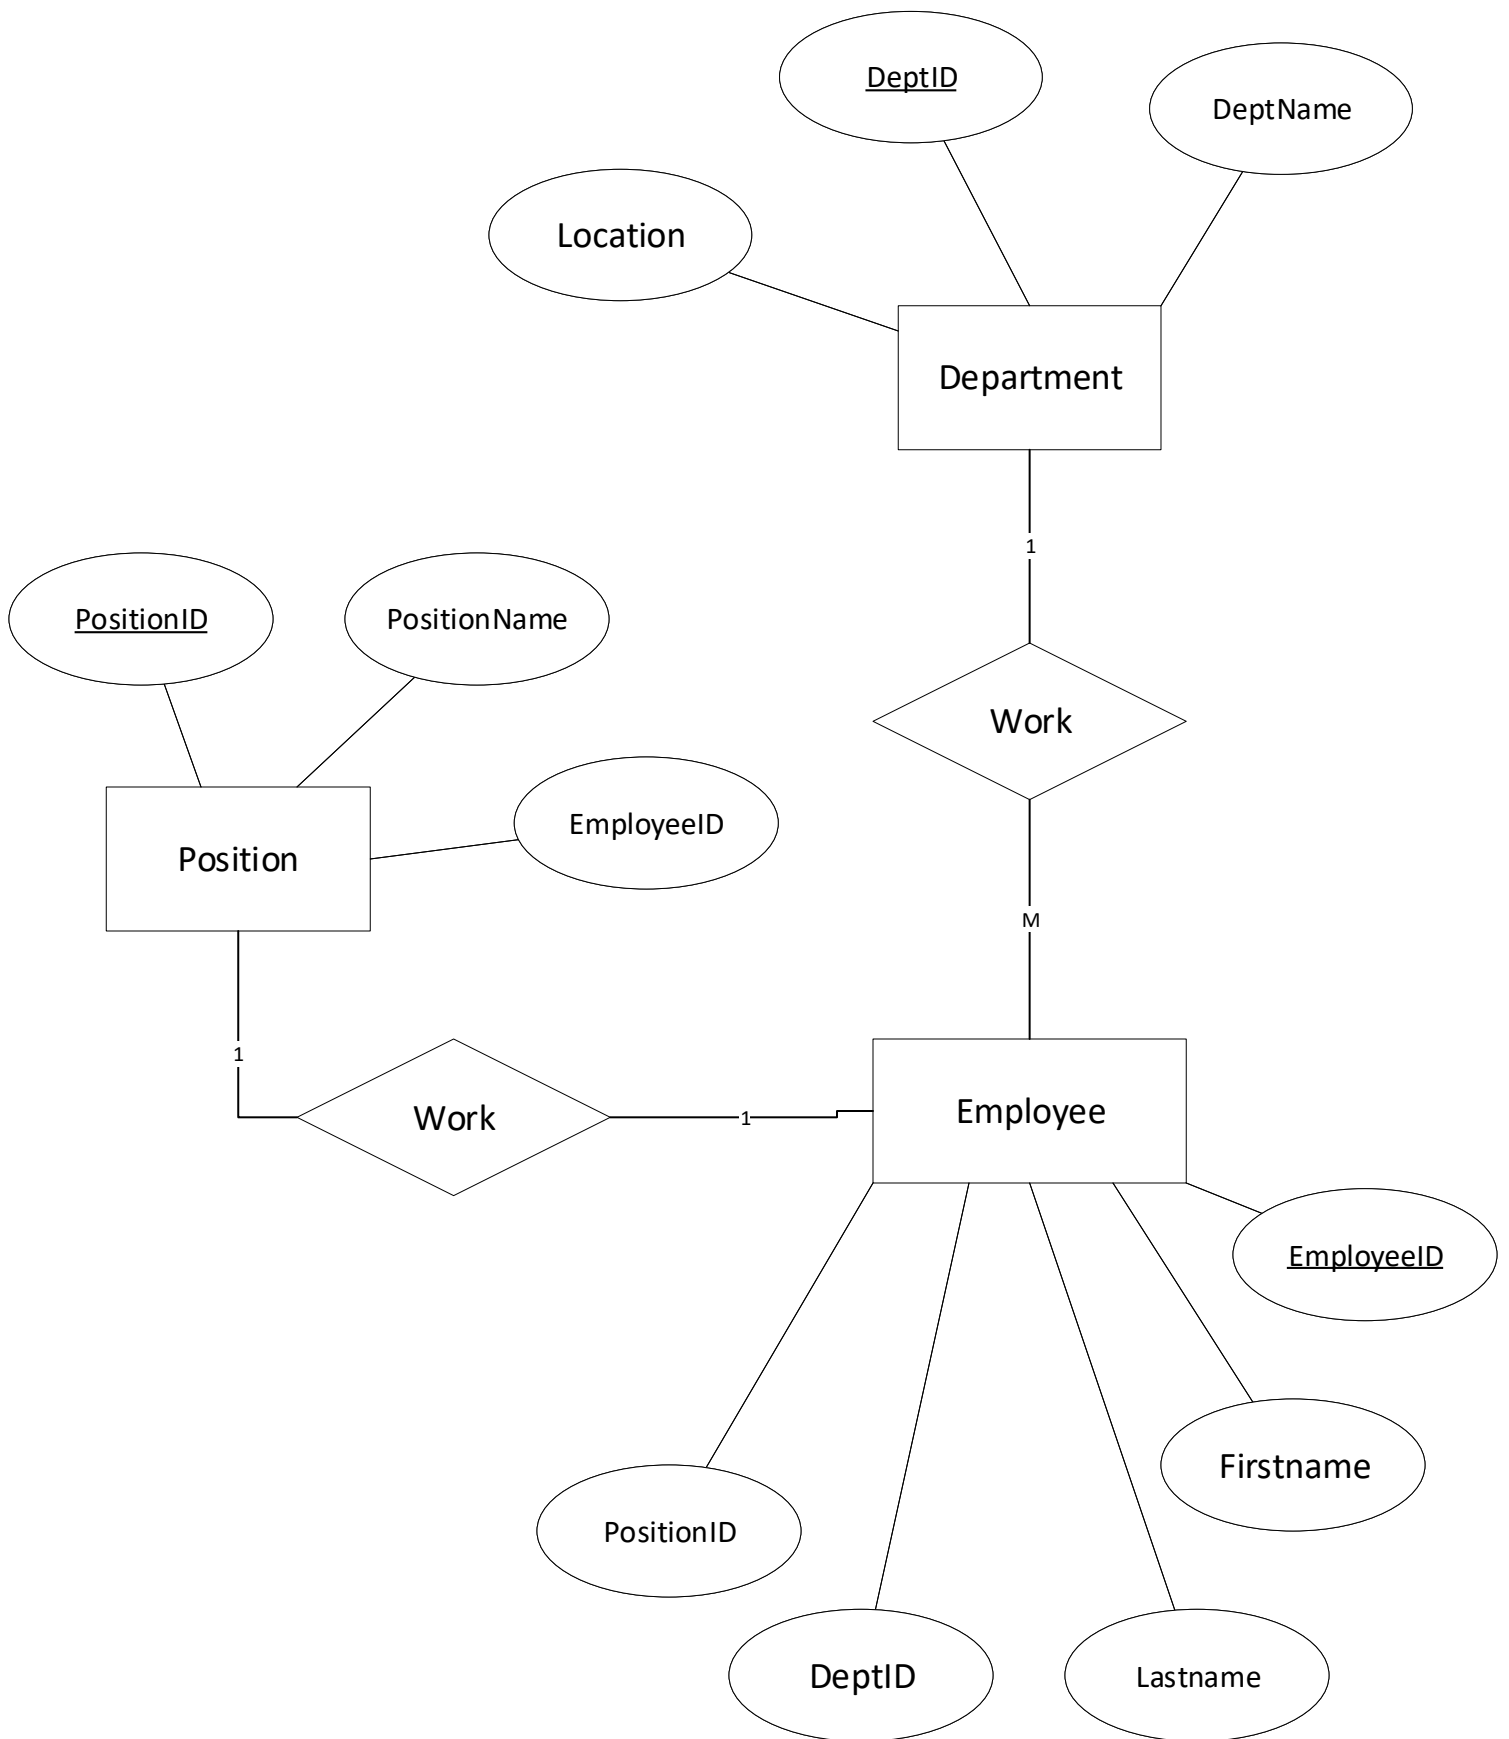 DeptID
DeptName
Location
Department
1
PositionID
PositionName
Work
EmployeeID
Position
M
1
Work
1
Employee
EmployeeID
Firstname
PositionID
DeptID
Lastname